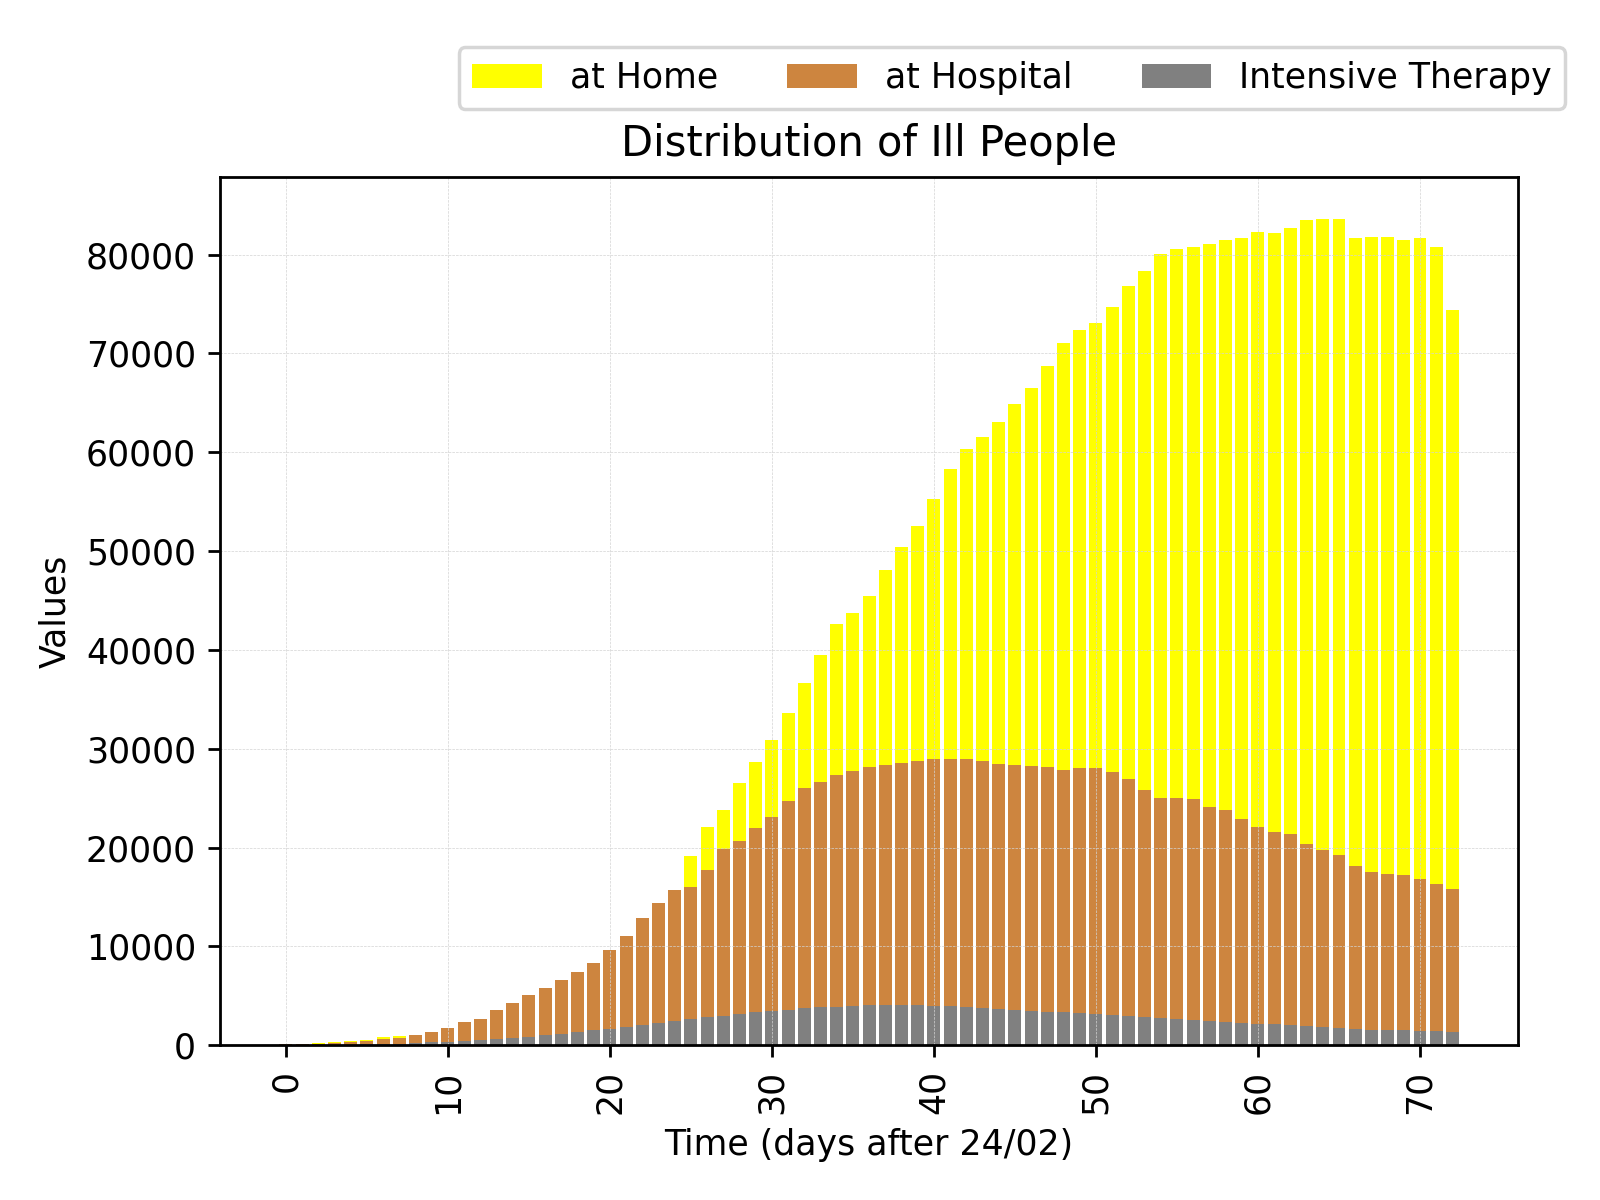 at Home at Hospital Intensive Therapy
Distribution of Ill People
80000
70000
60000
50000
40000
30000
20000
10000
0
Values
0 10 20 30 40 50 60 70
Time (days after 24/02)